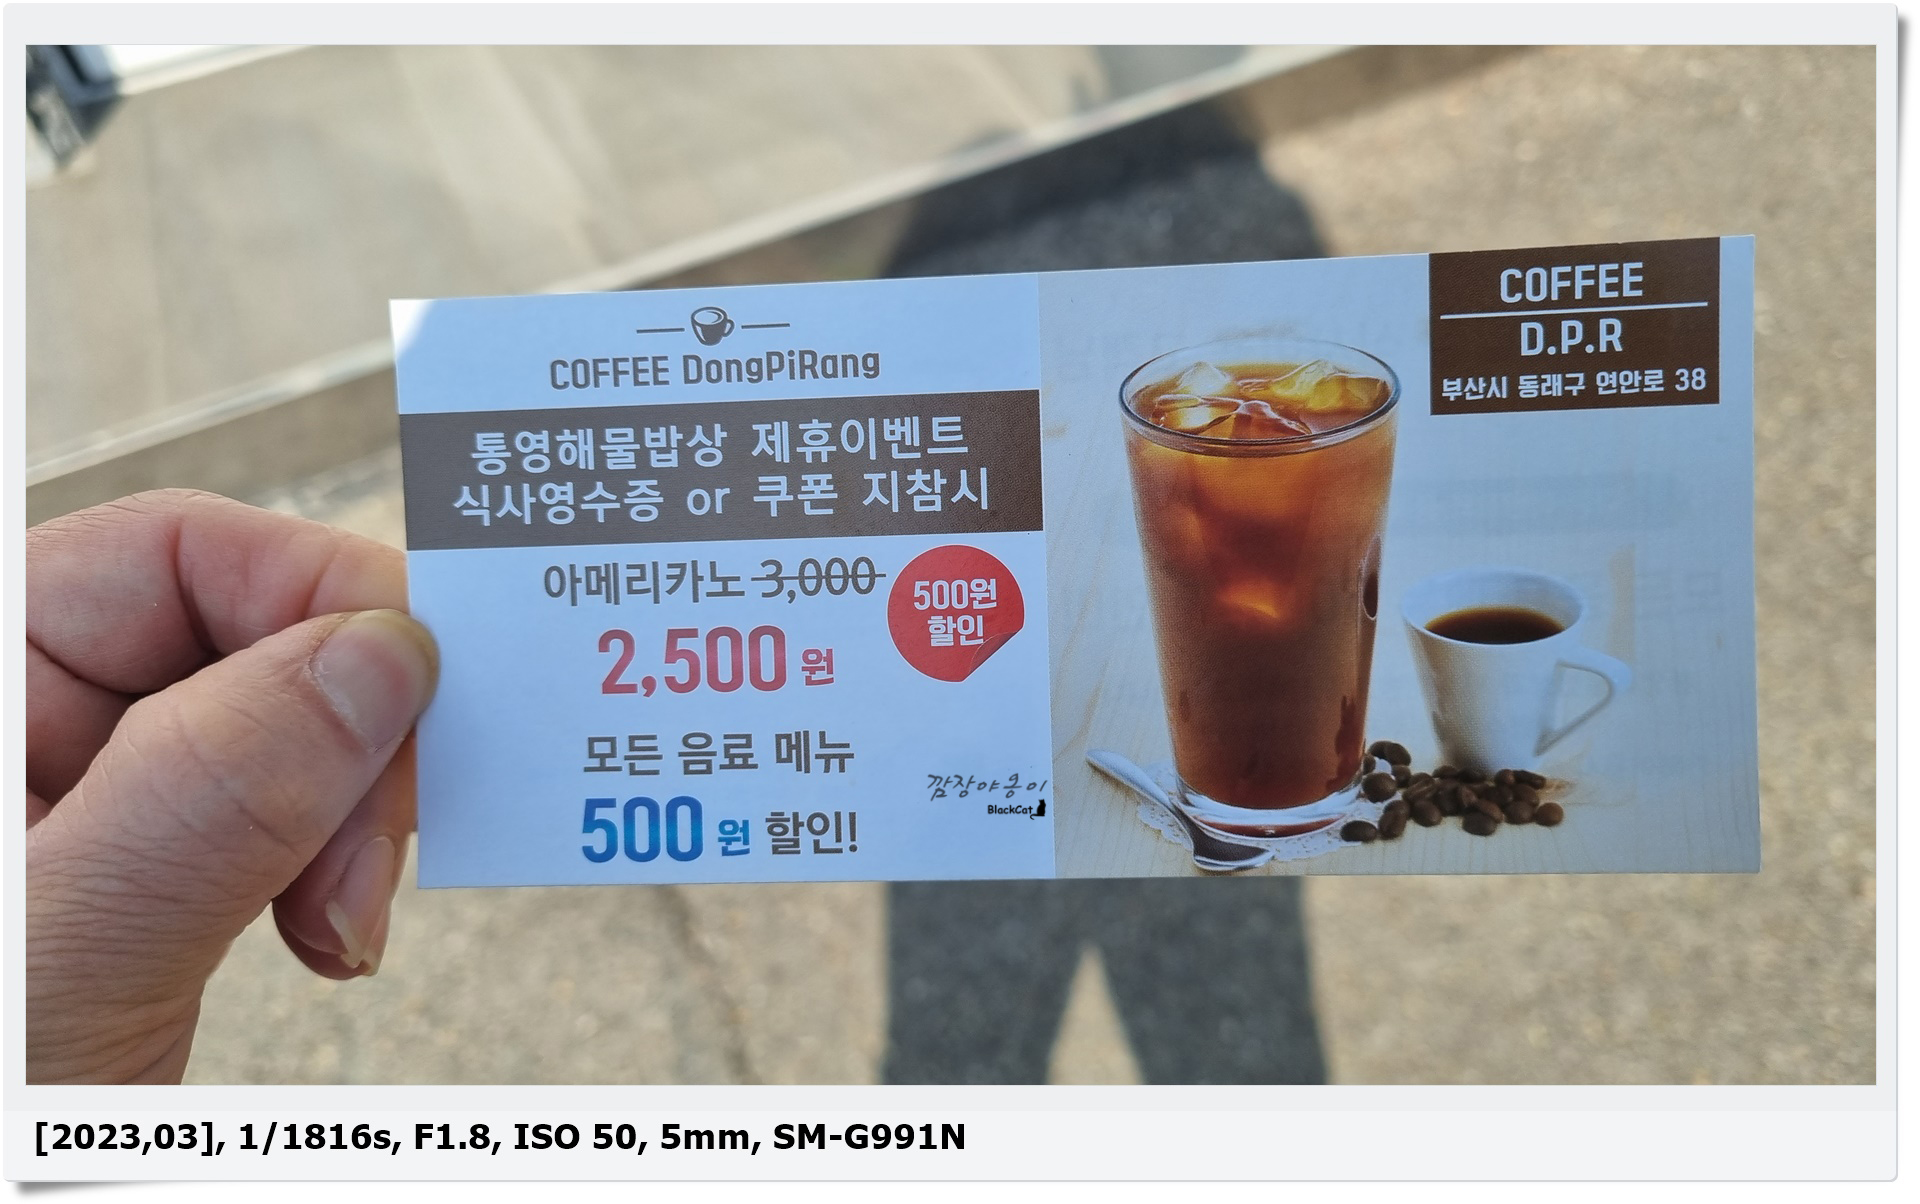 COFFEE DongPiRang
통영해물밥상 제휴이벤트
식사영수증 or 쿠폰 지참시
아메리카노 3,000
2,500 원
500원
할인
모든 음료 메뉴
500 원 할인!
COFFEE
D.P.R
부산시 동래구 연안로 38
깜장야옹이
BlackCat
[2023,03], 1/1816s, F1.8, ISO 50, 5mm, SM-G991N